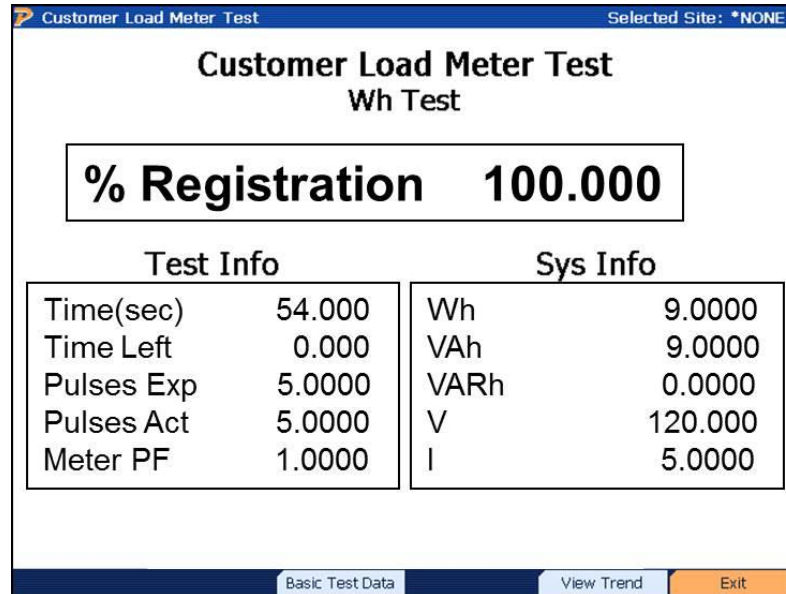 Customer Load Meter Test Selected Site: *NONE
Customer Load Meter Test
Wh Test
% Registration 100.000
Test Info
Time(sec) 54.000
Time Left 0.000
Pulses Exp 5.0000
Pulses Act 5.0000
Meter PF 1.0000
Sys Info
Wh 9.0000
VAh 9.0000
VARh 0.0000
V 120.000
I 5.0000
Basic Test Data View Trend Exit